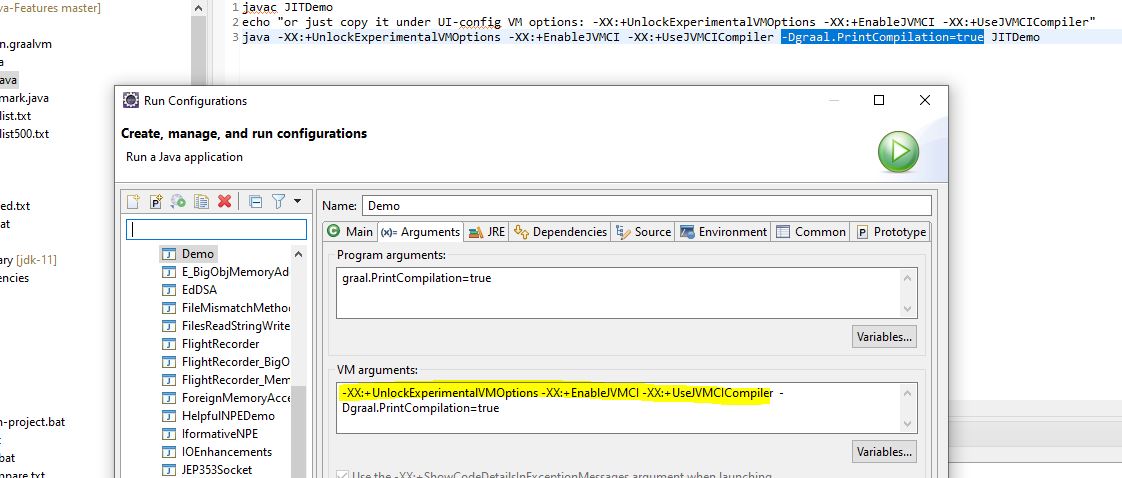 va-Features master]
n.graalvm
a
ava
mark.java
list.txt
list500.txt
ed.txt
at
ary [jdk-11]
encies
n-project.bat
t
bat
npare.txt
1 javac JITDemo
2 echo "or just copy it under UI-config VM options: -XX:+UnlockExperimentalVMOptions -XX:+EnableJVMCI -XX:+UseJVMCICompiler"
3 java -XX:+UnlockExperimentalVMOptions -XX:+EnableJVMCI -XX:+UseJVMCICompiler -Dgraal.PrintCompilation=true JITDemo
Run Configurations
Create, manage, and run configurations
Run a Java application
Demo
E_BigObjMemoryAd
EdDSA
FileMismatchMetho
FilesReadStringWrite
FlightRecorder
FlightRecorder_BigO
FlightRecorder_Mem
ForeignMemoryAcce
HelpfulNPEDemo
IformativeNPE
IOEnhancements
JEP353Socket
Name: Demo
Main (x)= Arguments JRE Dependencies Source Environment Common Prototype
Program arguments:
graal.PrintCompilation=true
Variables...
VM arguments:
-XX:+UnlockExperimentalVMOptions -XX:+EnableJVMCI -XX:+UseJVMCICompiler -
Dgraal.PrintCompilation=true
Variables...
Use the -XX:+ShowCodeDetailsInExceptionMessages argument when launching